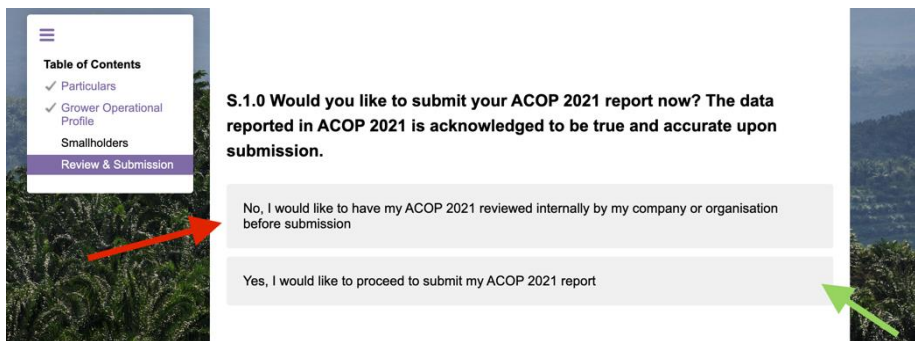 Table of Contents
Particulars
Grower Operational
Profile
Smallholders
Review & Submission
S.1.0 Would you like to submit your ACOP 2021 report now? The data
reported in ACOP 2021 is acknowledged to be true and accurate upon
submission.
No, I would like to have my ACOP 2021 reviewed internally by my company or organisation
before submission
Yes, I would like to proceed to submit my ACOP 2021 report